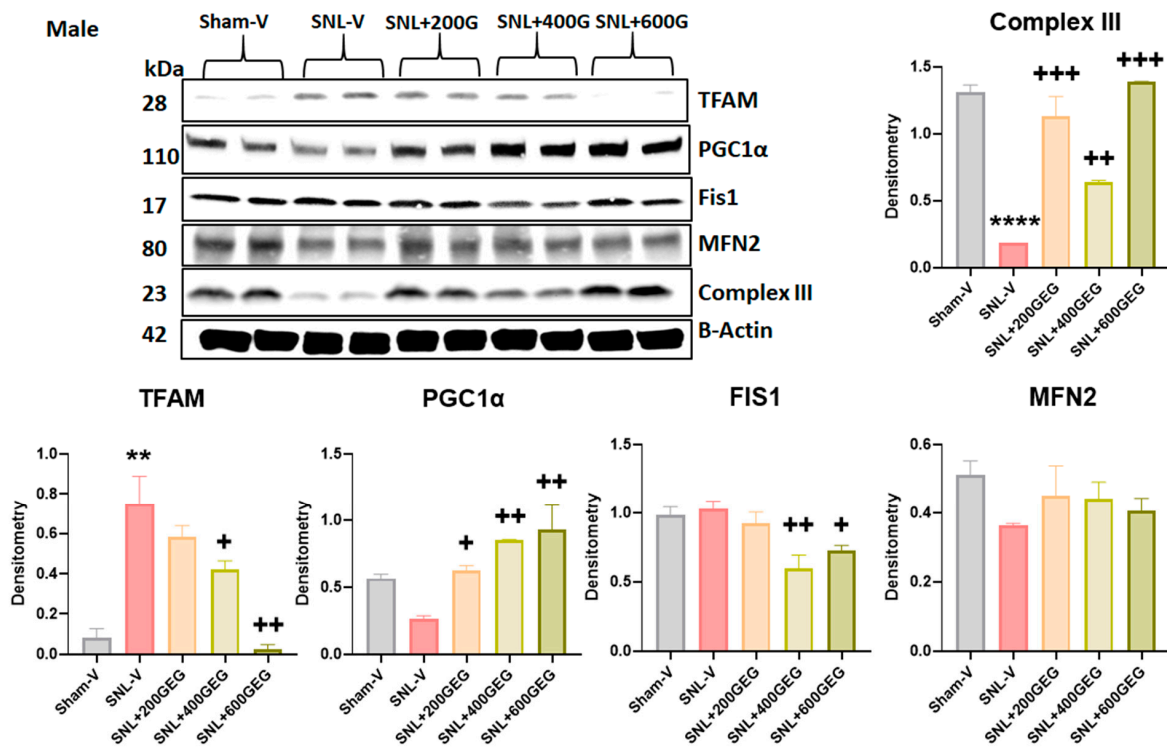 Male
Sham-V SNL-V SNL+200G SNL+400G SNL+600G
kDa
28 TFAM
110 PGC1α
17 Fis1
80 MFN2
23 Complex III
42 B-Actin
Complex III
Densitometry
1.5
1.0
0.5
0.0
+++ +++
++
****
Sham-V SNL-V SNL+200GEG SNL+400GEG SNL+600GEG
TFAM
Densitometry
1.0
0.8
0.6
0.4
0.2
0.0
**
+
++
Sham-V SNL-V SNL+200GEG SNL+400GEG SNL+600GEG
PGC1α
Densitometry
1.5
1.0
0.5
0.0
+ ++ ++
Sham-V SNL-V SNL+200GEG SNL+400GEG SNL+600GEG
FIS1
Densitometry
1.5
1.0
0.5
0.0
++ +
Sham-V SNL-V SNL+200GEG SNL+400GEG SNL+600GEG
MFN2
Densitometry
0.6
0.4
0.2
0.0
Sham-V SNL-V SNL+200GEG SNL+400GEG SNL+600GEG